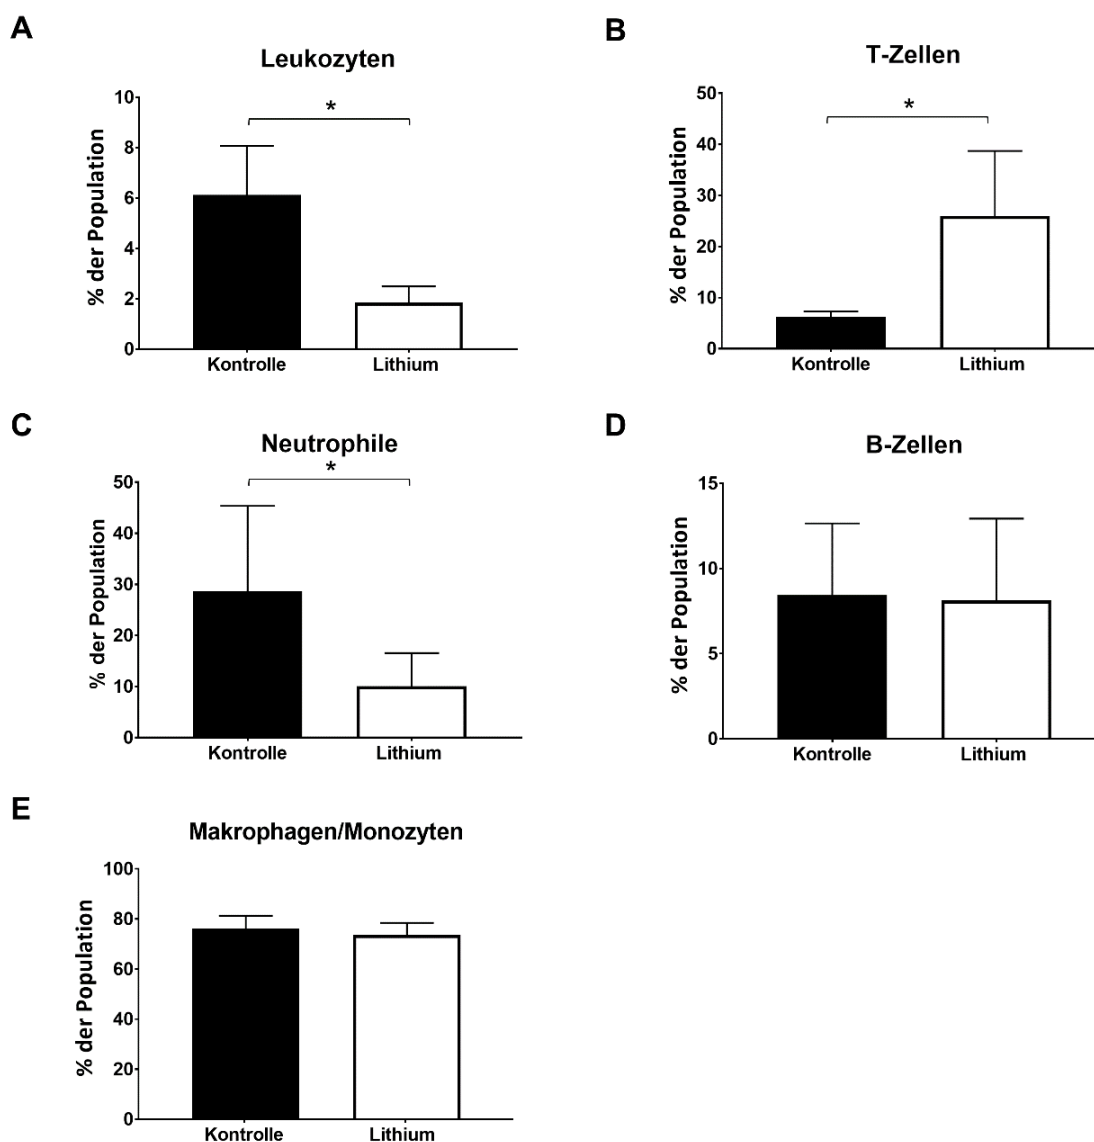 A
Leukozyten
*
% der Population
10
8
6
4
2
0
Kontrolle
Lithium
B
T-Zellen
*
% der Population
50
40
30
20
10
0
Kontrolle
Lithium
C
Neutrophile
*
% der Population
50
40
30
20
10
0
Kontrolle
Lithium
D
B-Zellen
% der Population
15
10
5
0
Kontrolle
Lithium
E
Makrophagen/Monozyten
% der Population
100
80
60
40
20
0
Kontrolle
Lithium